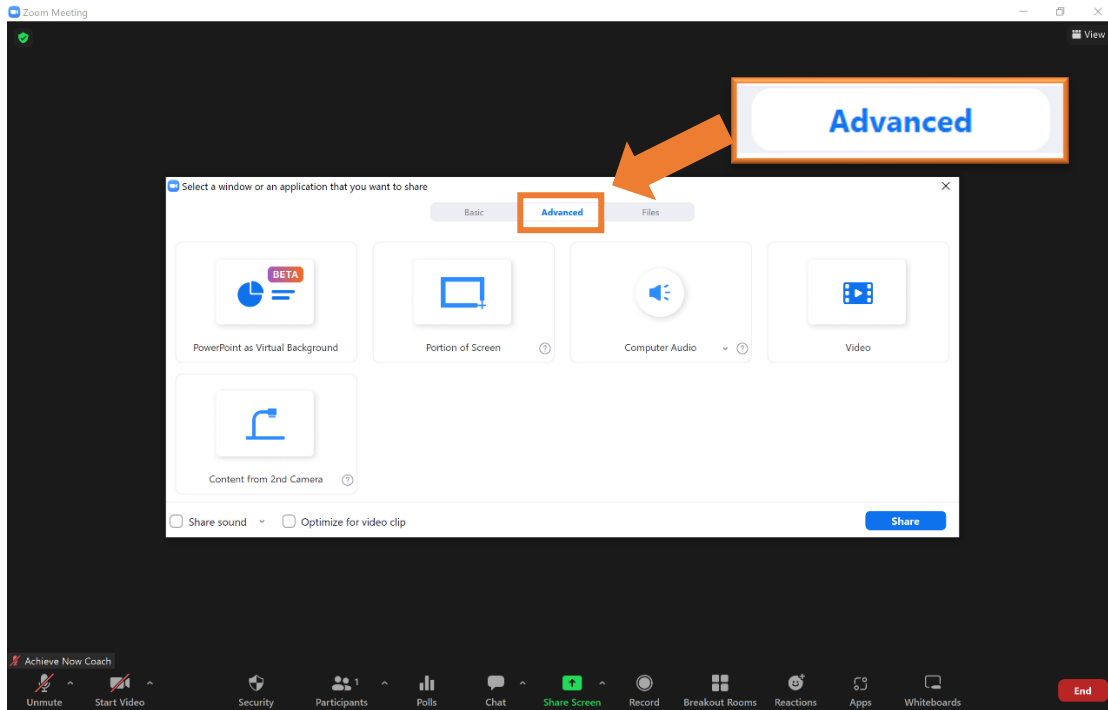 Zoom Meeting
View
Advanced
Select a window or an application that you want to share
Basic Advanced Files
BETA
PowerPoint as Virtual Background Portion of Screen ? Computer Audio ? Video
Content from 2nd Camera ?
Share sound Optimize for video clip Share
Achieve Now Coach
1
Unmute Start Video Security Participants Polls Chat Share Screen Record Breakout Rooms Reactions Apps Whiteboards End